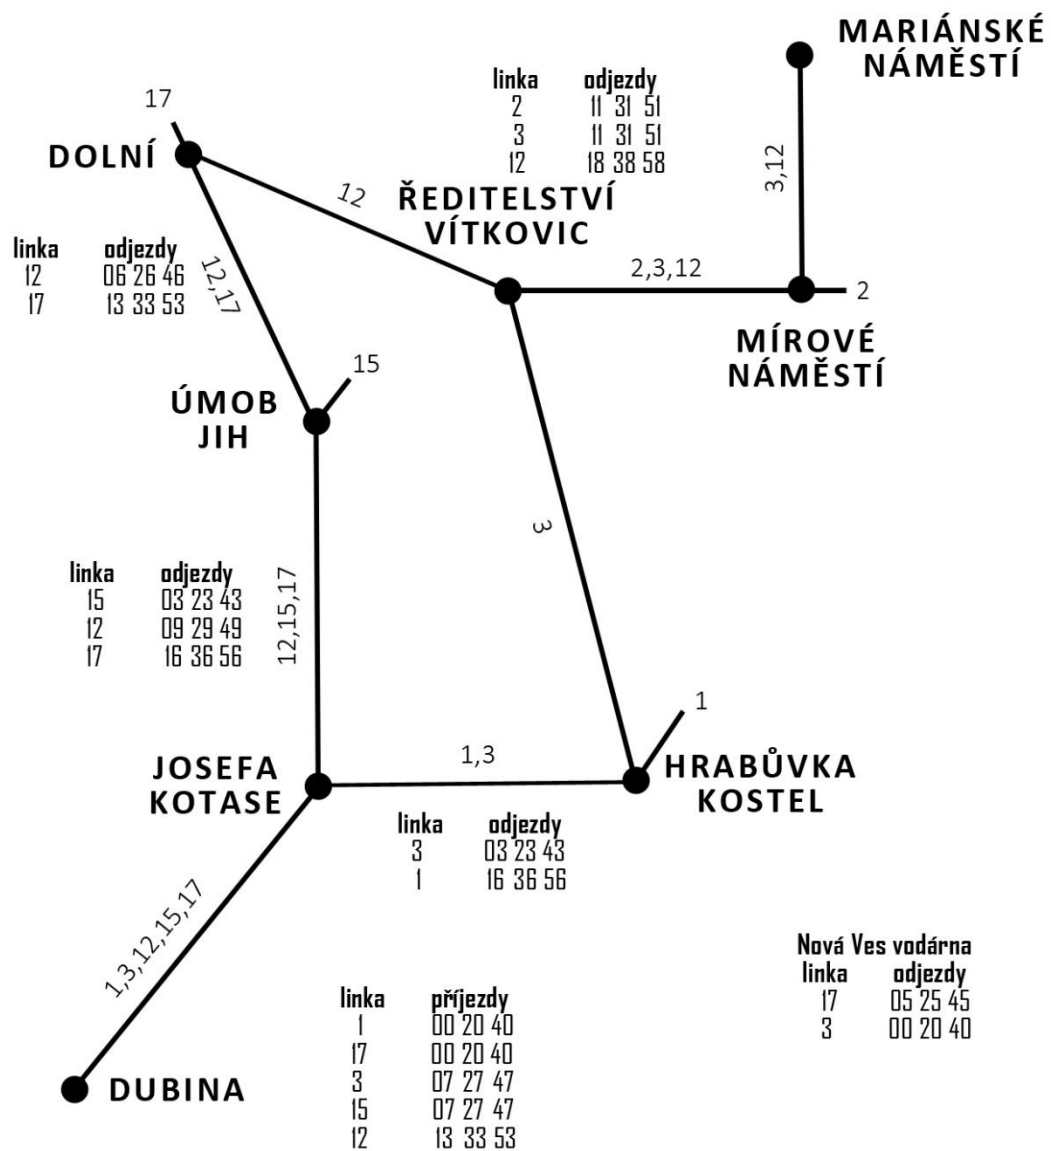 MARIÁNSKÉ
NÁMĚSTÍ
linka odjezdy
2 11 31 51
3 11 31 51
12 18 38 58
17
DOLNÍ
3,12
12
ŘEDITELSTVÍ
VÍTKOVIC
linka odjezdy
12 06 26 46
17 13 33 53
12,17
2,3,12
2
MÍROVÉ
NÁMĚSTÍ
15
ÚMOB
JIH
3
linka odjezdy
15 03 23 43
12 09 29 49
17 16 36 56
12,15,17
1
JOSEFA
KOTASE
1,3
HRABŮVKA
KOSTEL
linka odjezdy
3 03 23 43
1 16 36 56
1,3,12,15,17
Nová Ves vodárna
linka odjezdy
17 05 25 45
3 00 20 40
linka příjezdy
1 00 20 40
17 00 20 40
3 07 27 47
15 07 27 47
12 13 33 53
DUBINA